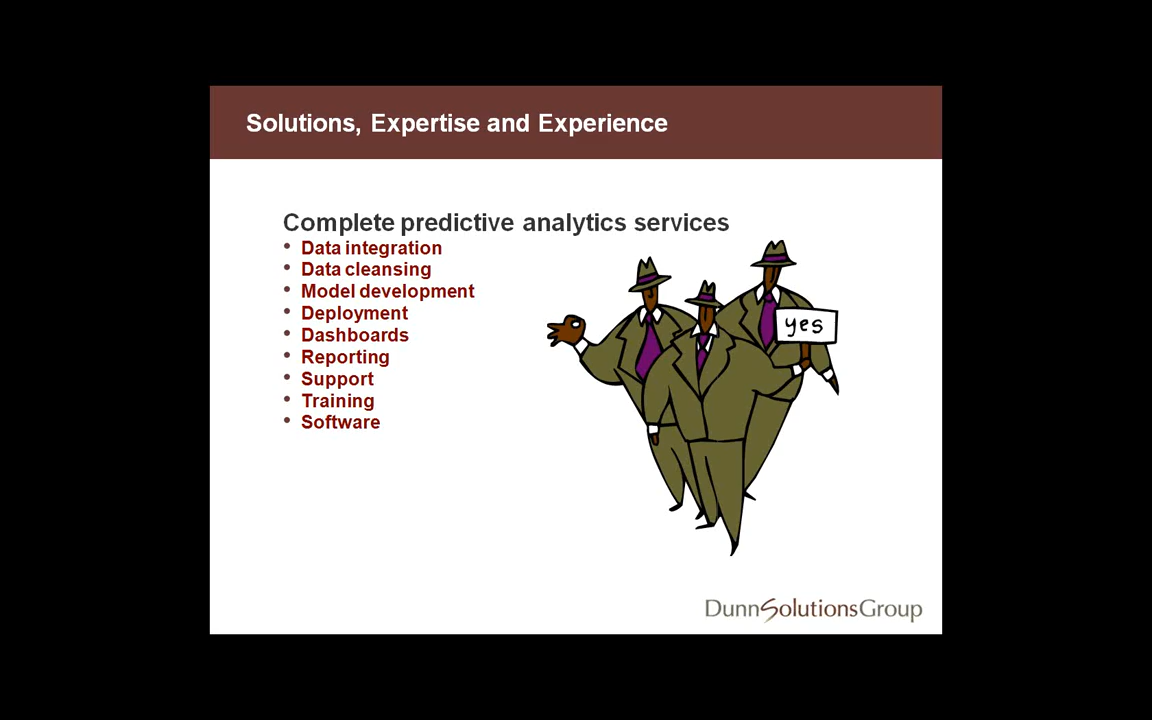 Solutions, Expertise and Experience
Complete predictive analytics services
• Data integration
• Data cleansing
• Model development
• Deployment
• Dashboards
• Reporting
• Support
• Training
• Software
yes
DunnSolutionsGroup